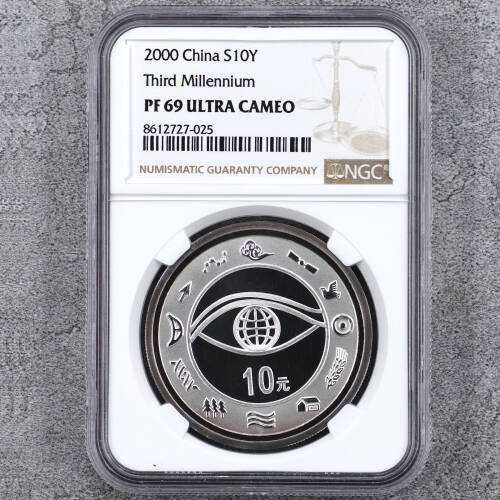 2000 China S10Y
Third Millennium
PF 69 ULTRA CAMEO
8612727-025
NUMISMATIC GUARANTY COMPANY NGC®
10元